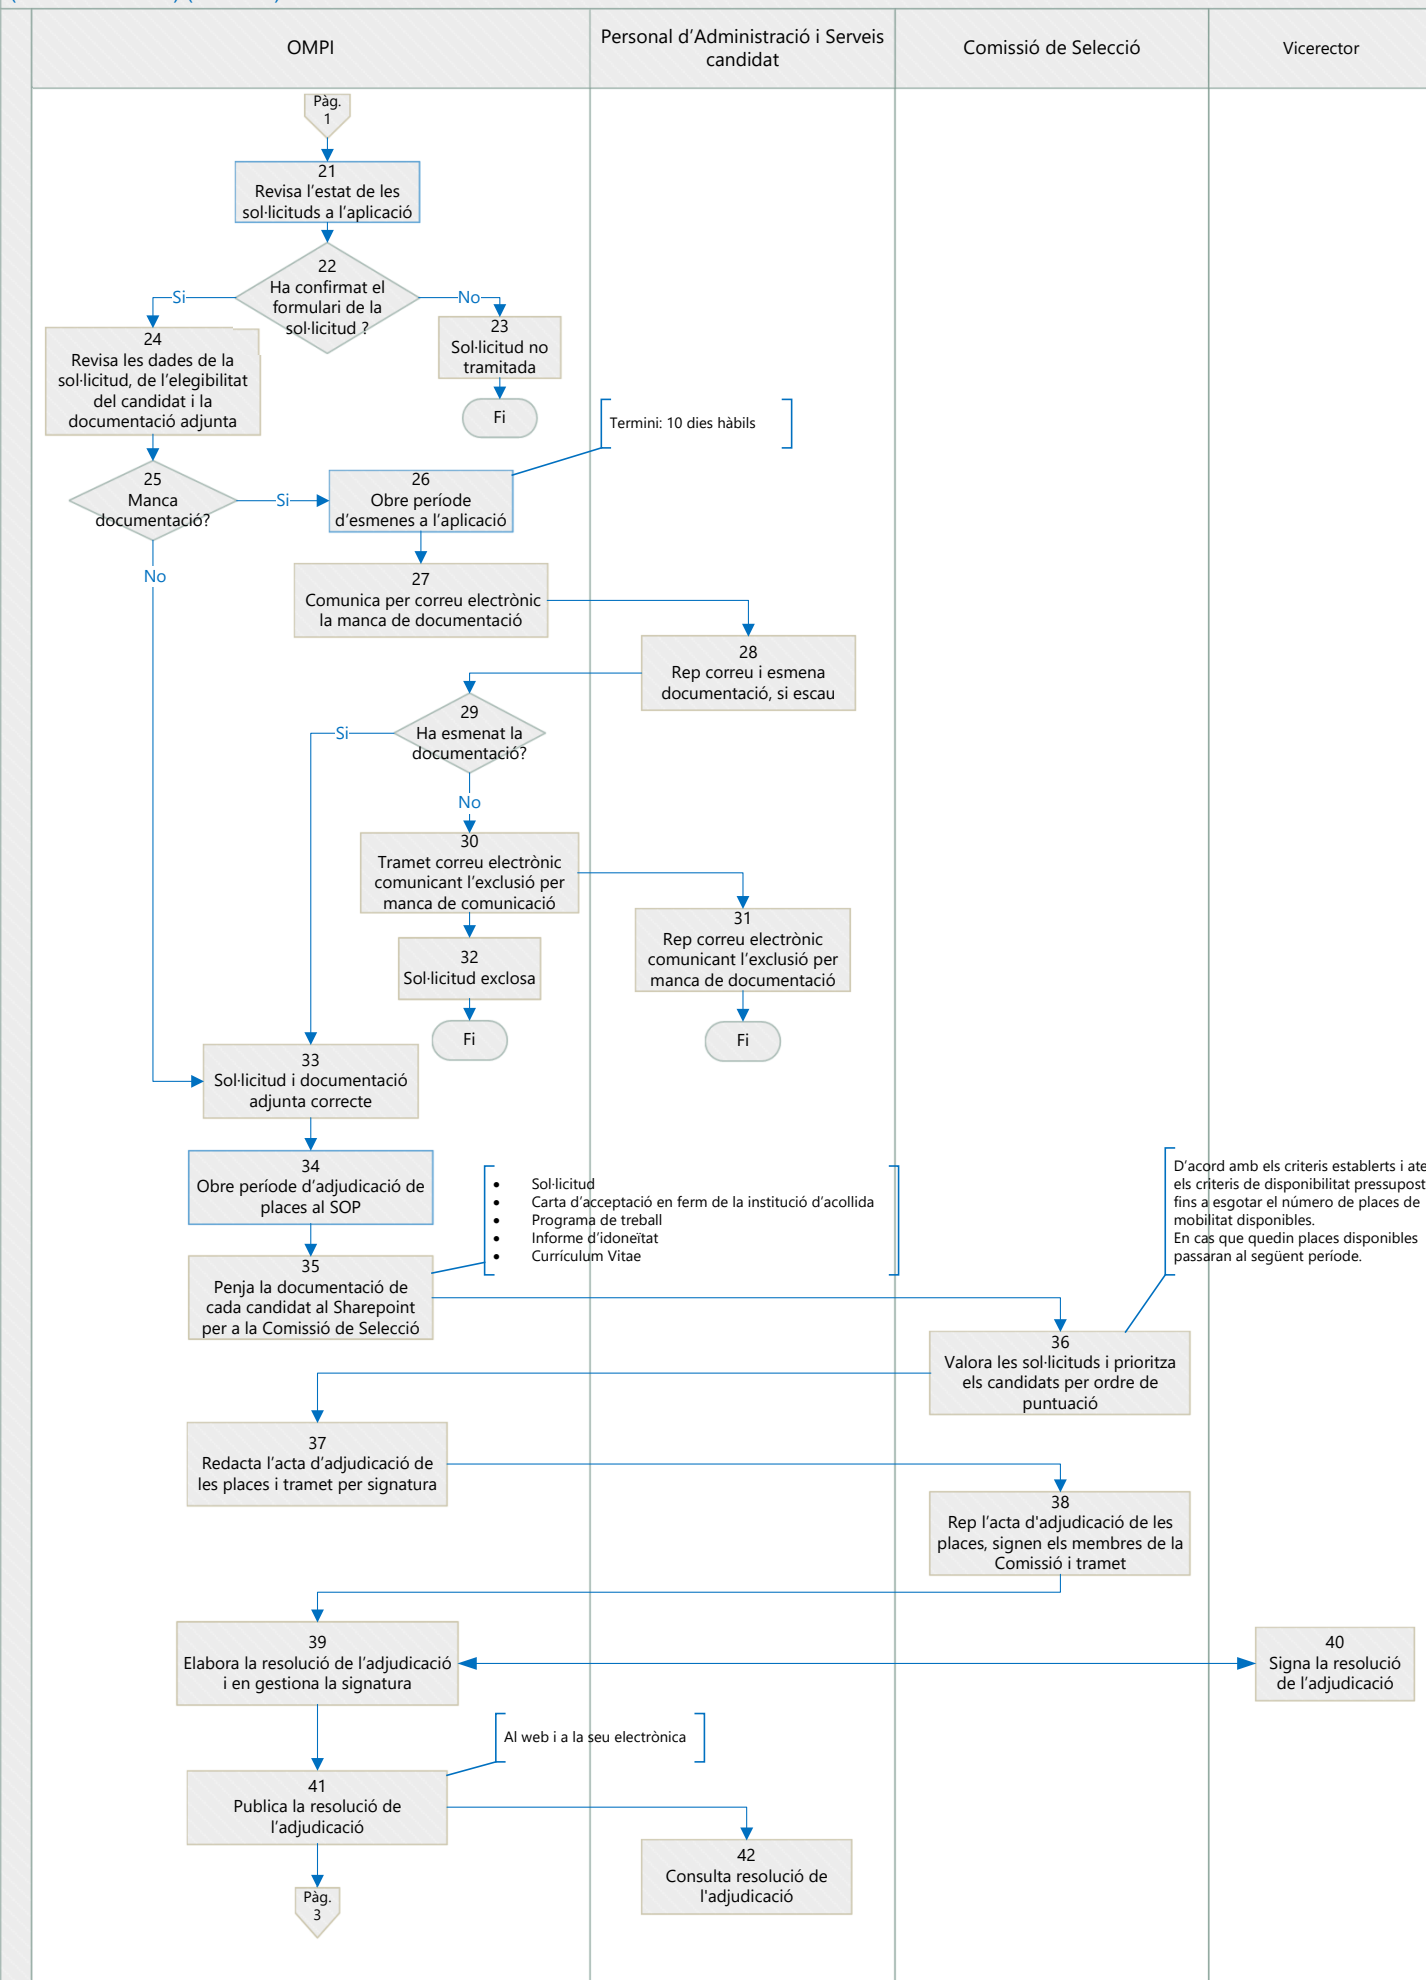 OMPI
Personal d'Administració i Serveis
candidat
Comissió de Selecció
Vicerector
Pàg.
1
21
Revisa l'estat de les
sol·licituds a l'aplicació
22
Ha confirmat el
formulari de la
sol·licitud ?
Si
No
23
Sol·licitud no
tramitada
Fi
24
Revisa les dades de la
sol·licitud, de l'elegibilitat
del candidat i la
documentació adjunta
Termini: 10 dies hàbils
25
Manca
documentació?
Si
No
26
Obre període
d'esmenes a l'aplicació
27
Comunica per correu electrònic
la manca de documentació
28
Rep correu i esmena
documentació, si escau
29
Ha esmenat la
documentació?
Si
No
30
Tramet correu electrònic
comunicant l'exclusió per
manca de comunicació
31
Rep correu electrònic
comunicant l'exclusió per
manca de documentació
32
Sol·licitud exclosa
Fi
Fi
33
Sol·licitud i documentació
adjunta correcte
34
Obre període d'adjudicació de
places al SOP
• Sol·licitud
• Carta d'acceptació en ferm de la institució d'acollida
• Programa de treball
• Informe d'idoneïtat
• Currículum Vitae
D'acord amb els criteris establerts i
els criteris de disponibilitat
fins a esgotar el número de places de
mobilitat disponibles.
En cas que quedin places disponibles
passaran al següent període.
35
Penja la documentació de
cada candidat al Sharepoint
per a la Comissió de Selecció
36
Valora les sol·licituds i prioritza
els candidats per ordre de
puntuació
37
Redacta l'acta d'adjudicació de
les places i tramet per signatura
38
Rep l'acta d'adjudicació de les
places, signen els membres de la
Comissió i tramet
39
Elabora la resolució de l'adjudicació
i en gestiona la signatura
40
Signa la resolució
de l'adjudicació
Al web i a la seu electrònica
41
Publica la resolució de
l'adjudicació
42
Consulta resolució de
l'adjudicació
Pàg.
3